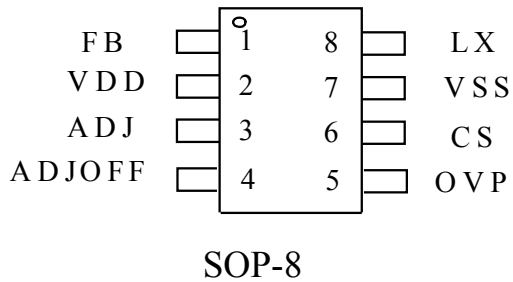 FB 1 8 LX
VDD 2 7 VSS
ADJ 3 6 CS
ADJOFF 4 5 OVP
SOP-8